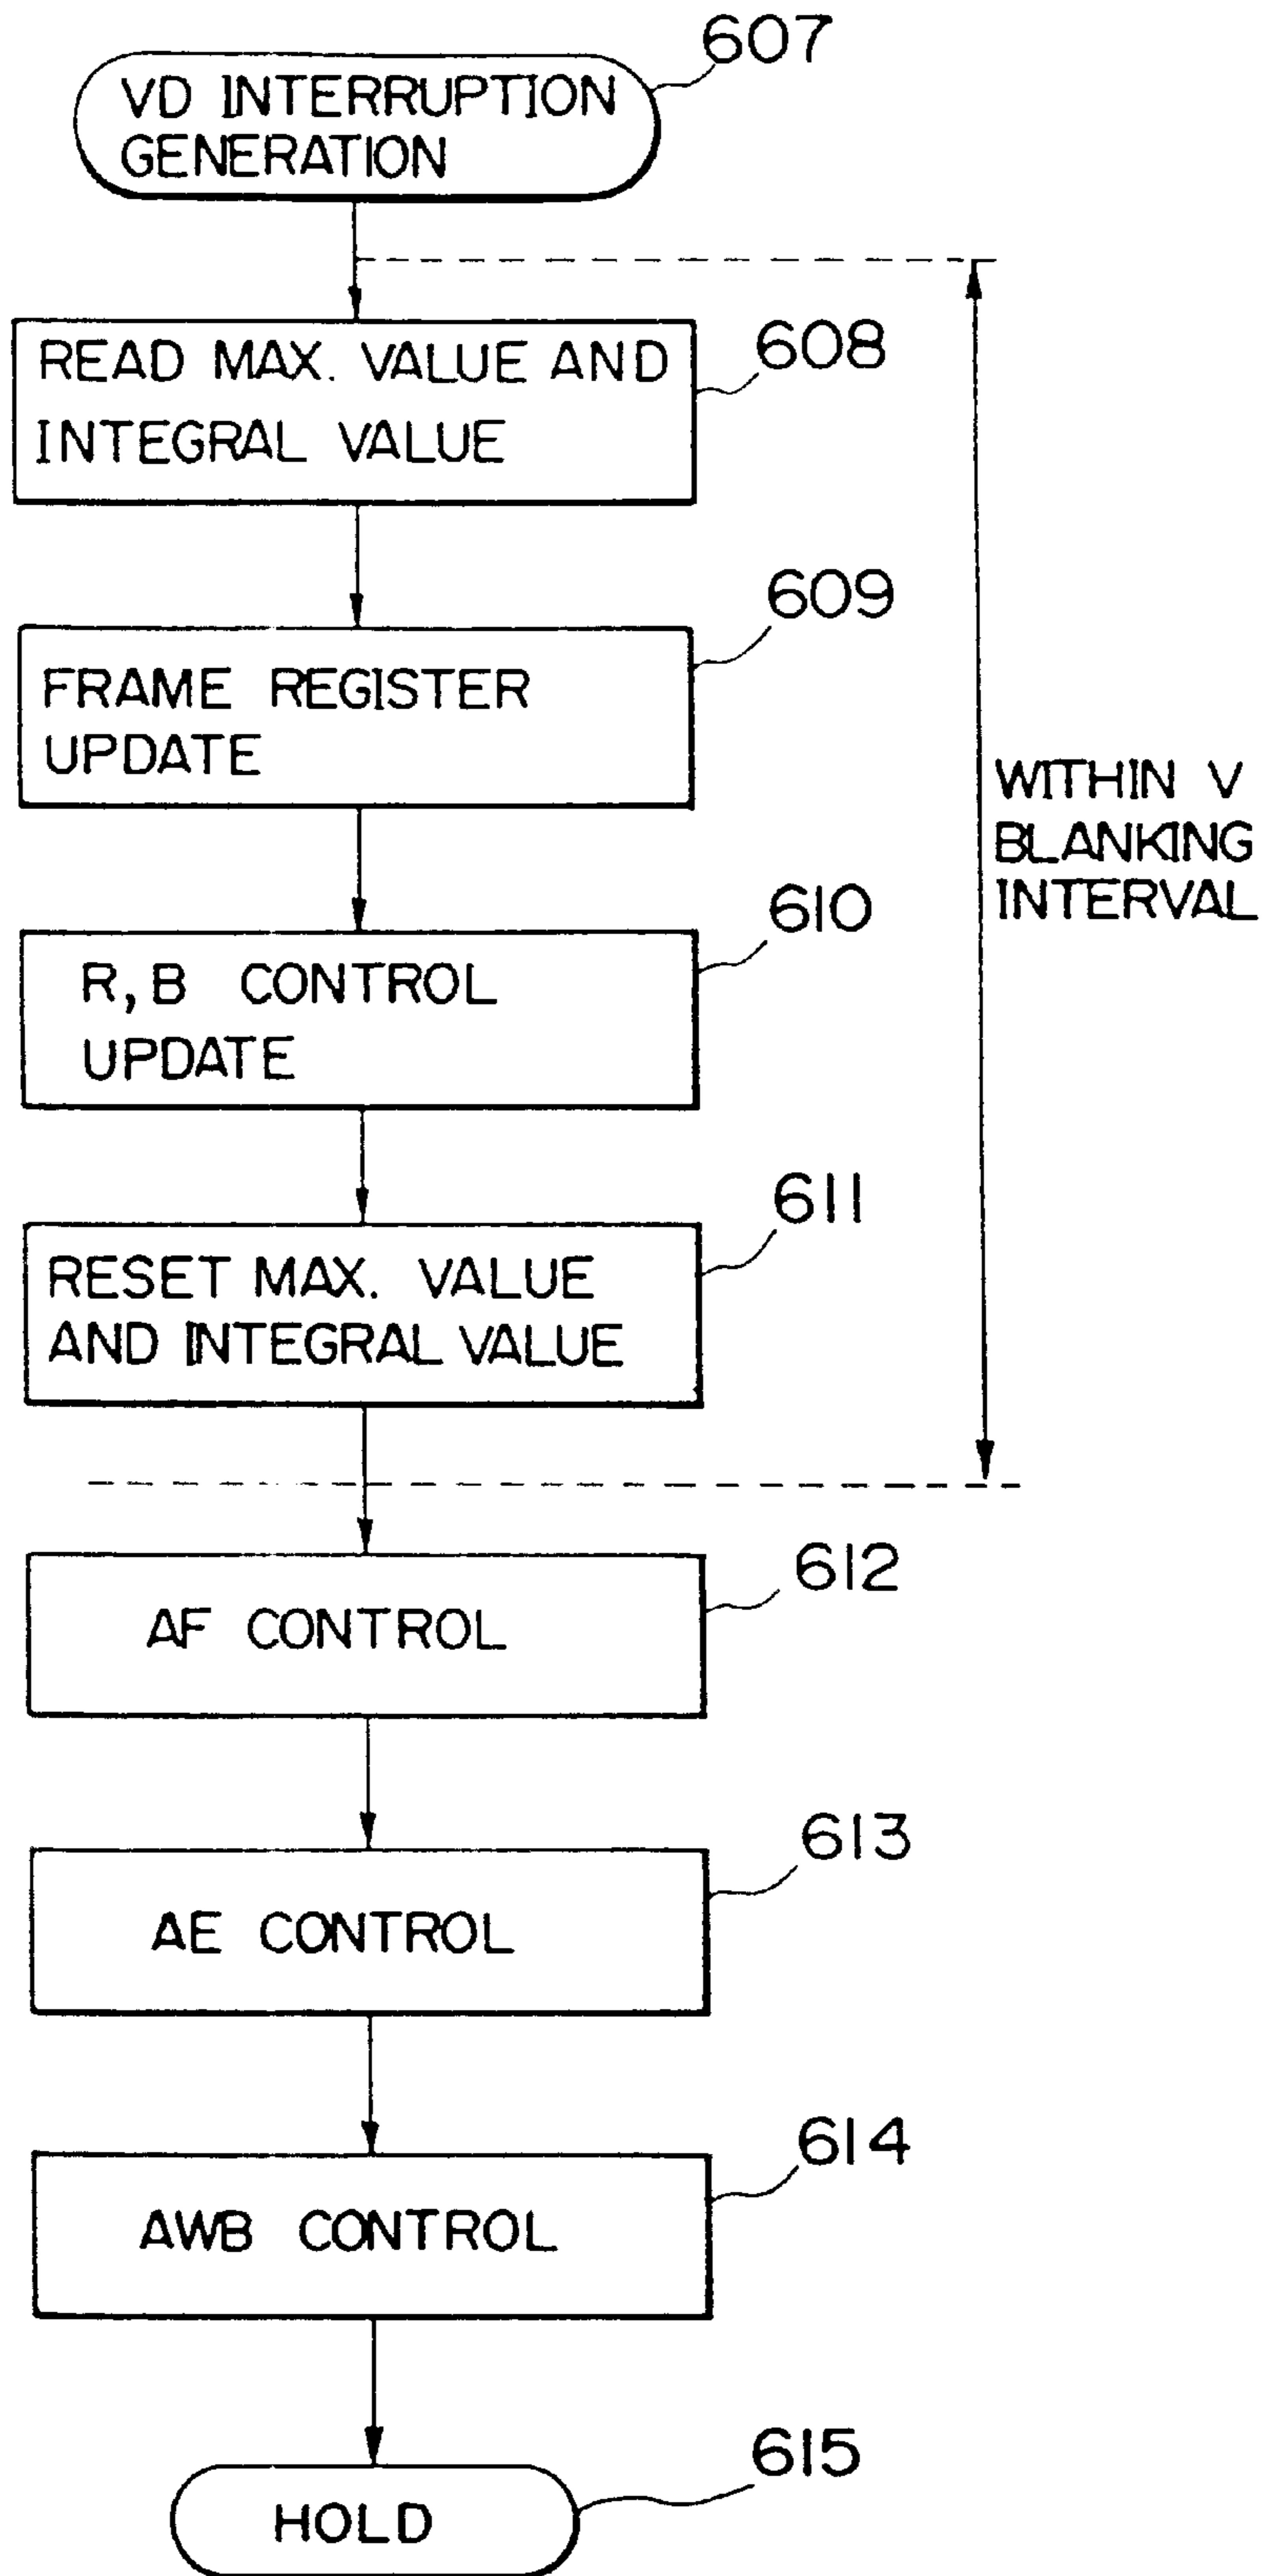 607
VD INTERRUPTION
GENERATION
608
READ MAX. VALUE AND
INTEGRAL VALUE
609
FRAME REGISTER
UPDATE
WITHIN V
BLANKING
INTERVAL
610
R, B CONTROL
UPDATE
611
RESET MAX. VALUE
AND INTEGRAL VALUE
612
AF CONTROL
613
AE CONTROL
614
AWB CONTROL
615
HOLD